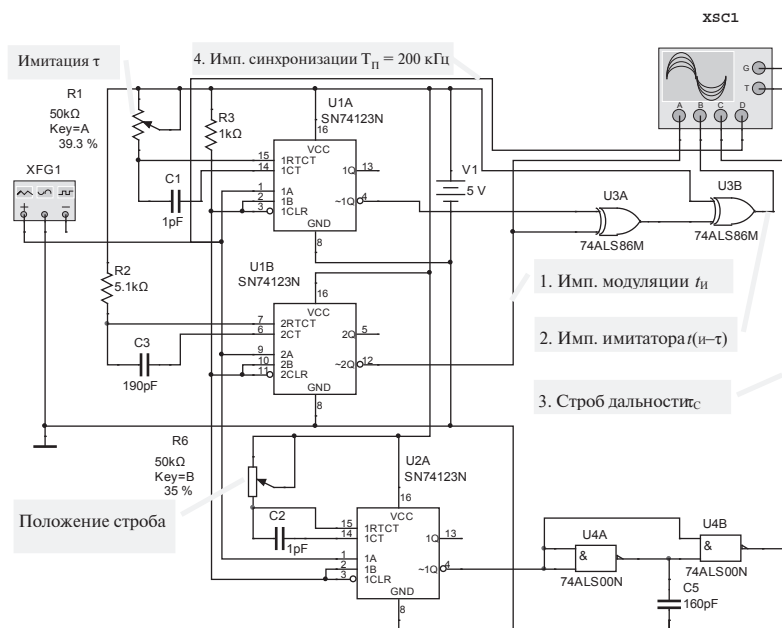 XSC1
Имитация τ
4. Имп. синхронизации Tп = 200 кГц
G
T
A B C D
R1
50kΩ
Key=A
39.3 %
R3
1kΩ
U1A
SN74123N
16
VCC
15 1RTCT
14 1CT
1 1A
2 1B
3 1CLR
1Q 13
~1Q 4
GND
8
C1
1pF
V1
5 V
XFG1
U3A
74ALS86M
U3B
74ALS86M
R2
5.1kΩ
U1B
SN74123N
16
VCC
7 2RTCT
6 2CT
9 2A
10 2B
11 2CLR
2Q 5
~2Q 12
GND
8
C3
190pF
1. Имп. модуляции tи
2. Имп. имитатора t(и–τ)
3. Строб дальностиτС
R6
50kΩ
Key=B
35 %
U2A
SN74123N
16
VCC
15 1RTCT
14 1CT
1 1A
2 1B
3 1CLR
1Q 13
~1Q 4
GND
8
C2
1pF
Положение строба
U4A
&
74ALS00N
U4B
&
74ALS00N
C5
160pF